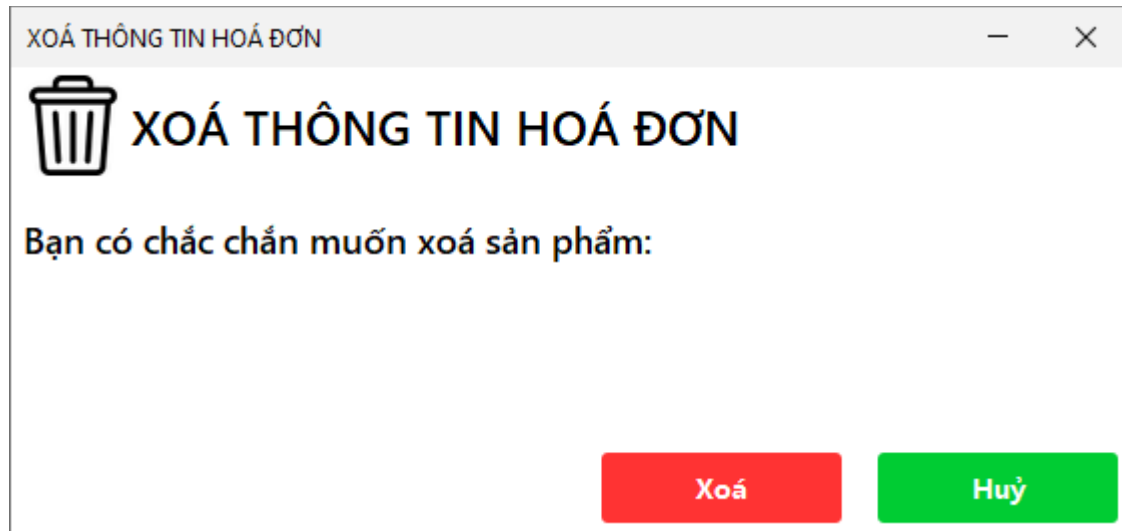 XOÁ THÔNG TIN HOÁ ĐƠN
XOÁ THÔNG TIN HOÁ ĐƠN
Bạn có chắc chắn muốn xoá sản phẩm:
Xoá Huỷ